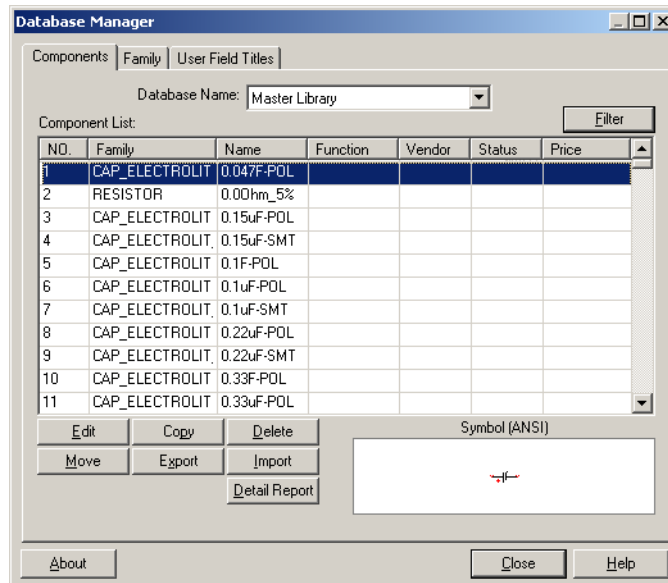 Database Manager
Components Family User Field Titles
Database Name: Master Library
Component List: Filter
NO. Family Name Function Vendor Status Price
1 CAP_ELECTROLIT 0.047F-POL
2 RESISTOR 0.0Ohm_5%
3 CAP_ELECTROLIT 0.15uF-POL
4 CAP_ELECTROLIT 0.15uF-SMT
5 CAP_ELECTROLIT 0.1F-POL
6 CAP_ELECTROLIT 0.1uF-POL
7 CAP_ELECTROLIT 0.1uF-SMT
8 CAP_ELECTROLIT 0.22uF-POL
9 CAP_ELECTROLIT 0.22uF-SMT
10 CAP_ELECTROLIT 0.33F-POL
11 CAP_ELECTROLIT 0.33uF-POL
Edit Copy Delete Symbol (ANSI)
Move Export Import
Detail Report
About Close Help